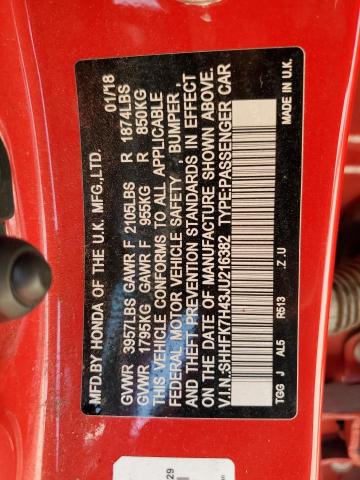 MFD.BY HONDA OF THE U.K. MFG.,LTD. 01/18
GVWR 3957LBS GAWR F 2105LBS R 1874LBS
GVWR 1795KG GAWR F 955KG R 850KG
THIS VEHICLE CONFORMS TO ALL APPLICABLE
FEDERAL MOTOR VEHICLE SAFETY , BUMPER ,
AND THEFT PREVENTION STANDARDS IN EFFECT
ON THE DATE OF MANUFACTURE SHOWN ABOVE.
V.I.N.:SHHFK7H43JU216382 TYPE:PASSENGER CAR
TGG J AL5 R513 .Z.U MADE IN U.K.
29